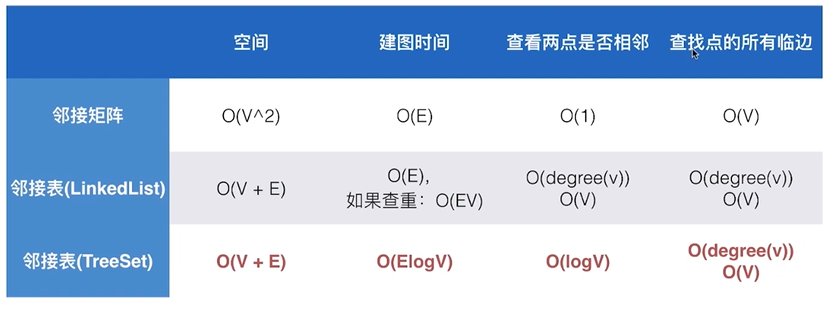 空间 建图时间 查看两点是否相邻 查找点的所有临边
邻接矩阵 O(V^2) O(E) O(1) O(V)
邻接表(LinkedList) O(V + E) O(E), 如果查重：O(EV) O(degree(v)) O(V) O(degree(v)) O(V)
邻接表(TreeSet) O(V + E) O(ElogV) O(logV) O(degree(v)) O(V)